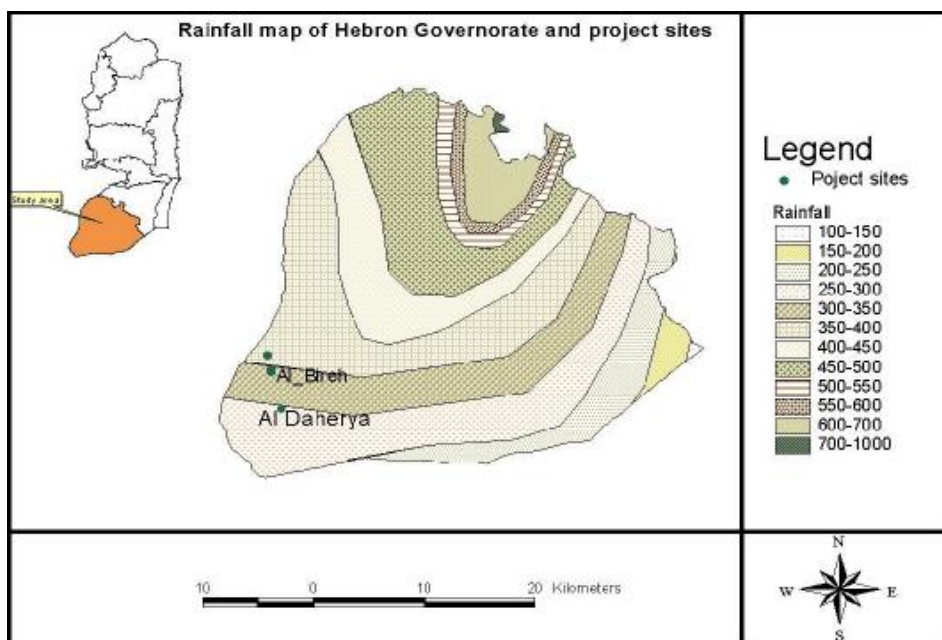 Rainfall map of Hebron Governorate and project sites
Study area
Al_Bireh
Al Daherya
Legend
Poject sites
Rainfall
100-150
150-200
200-250
250-300
300-350
350-400
400-450
450-500
500-550
550-600
600-700
700-1000
10 0 10 20 Kilometers
N
W E
S